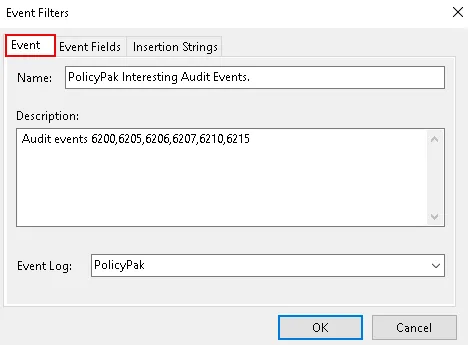 Event Filters
Event Event Fields Insertion Strings
Name: PolicyPak Interesting Audit Events.
Description:
Audit events 6200,6205,6206,6207,6210,6215
Event Log: PolicyPak
OK Cancel